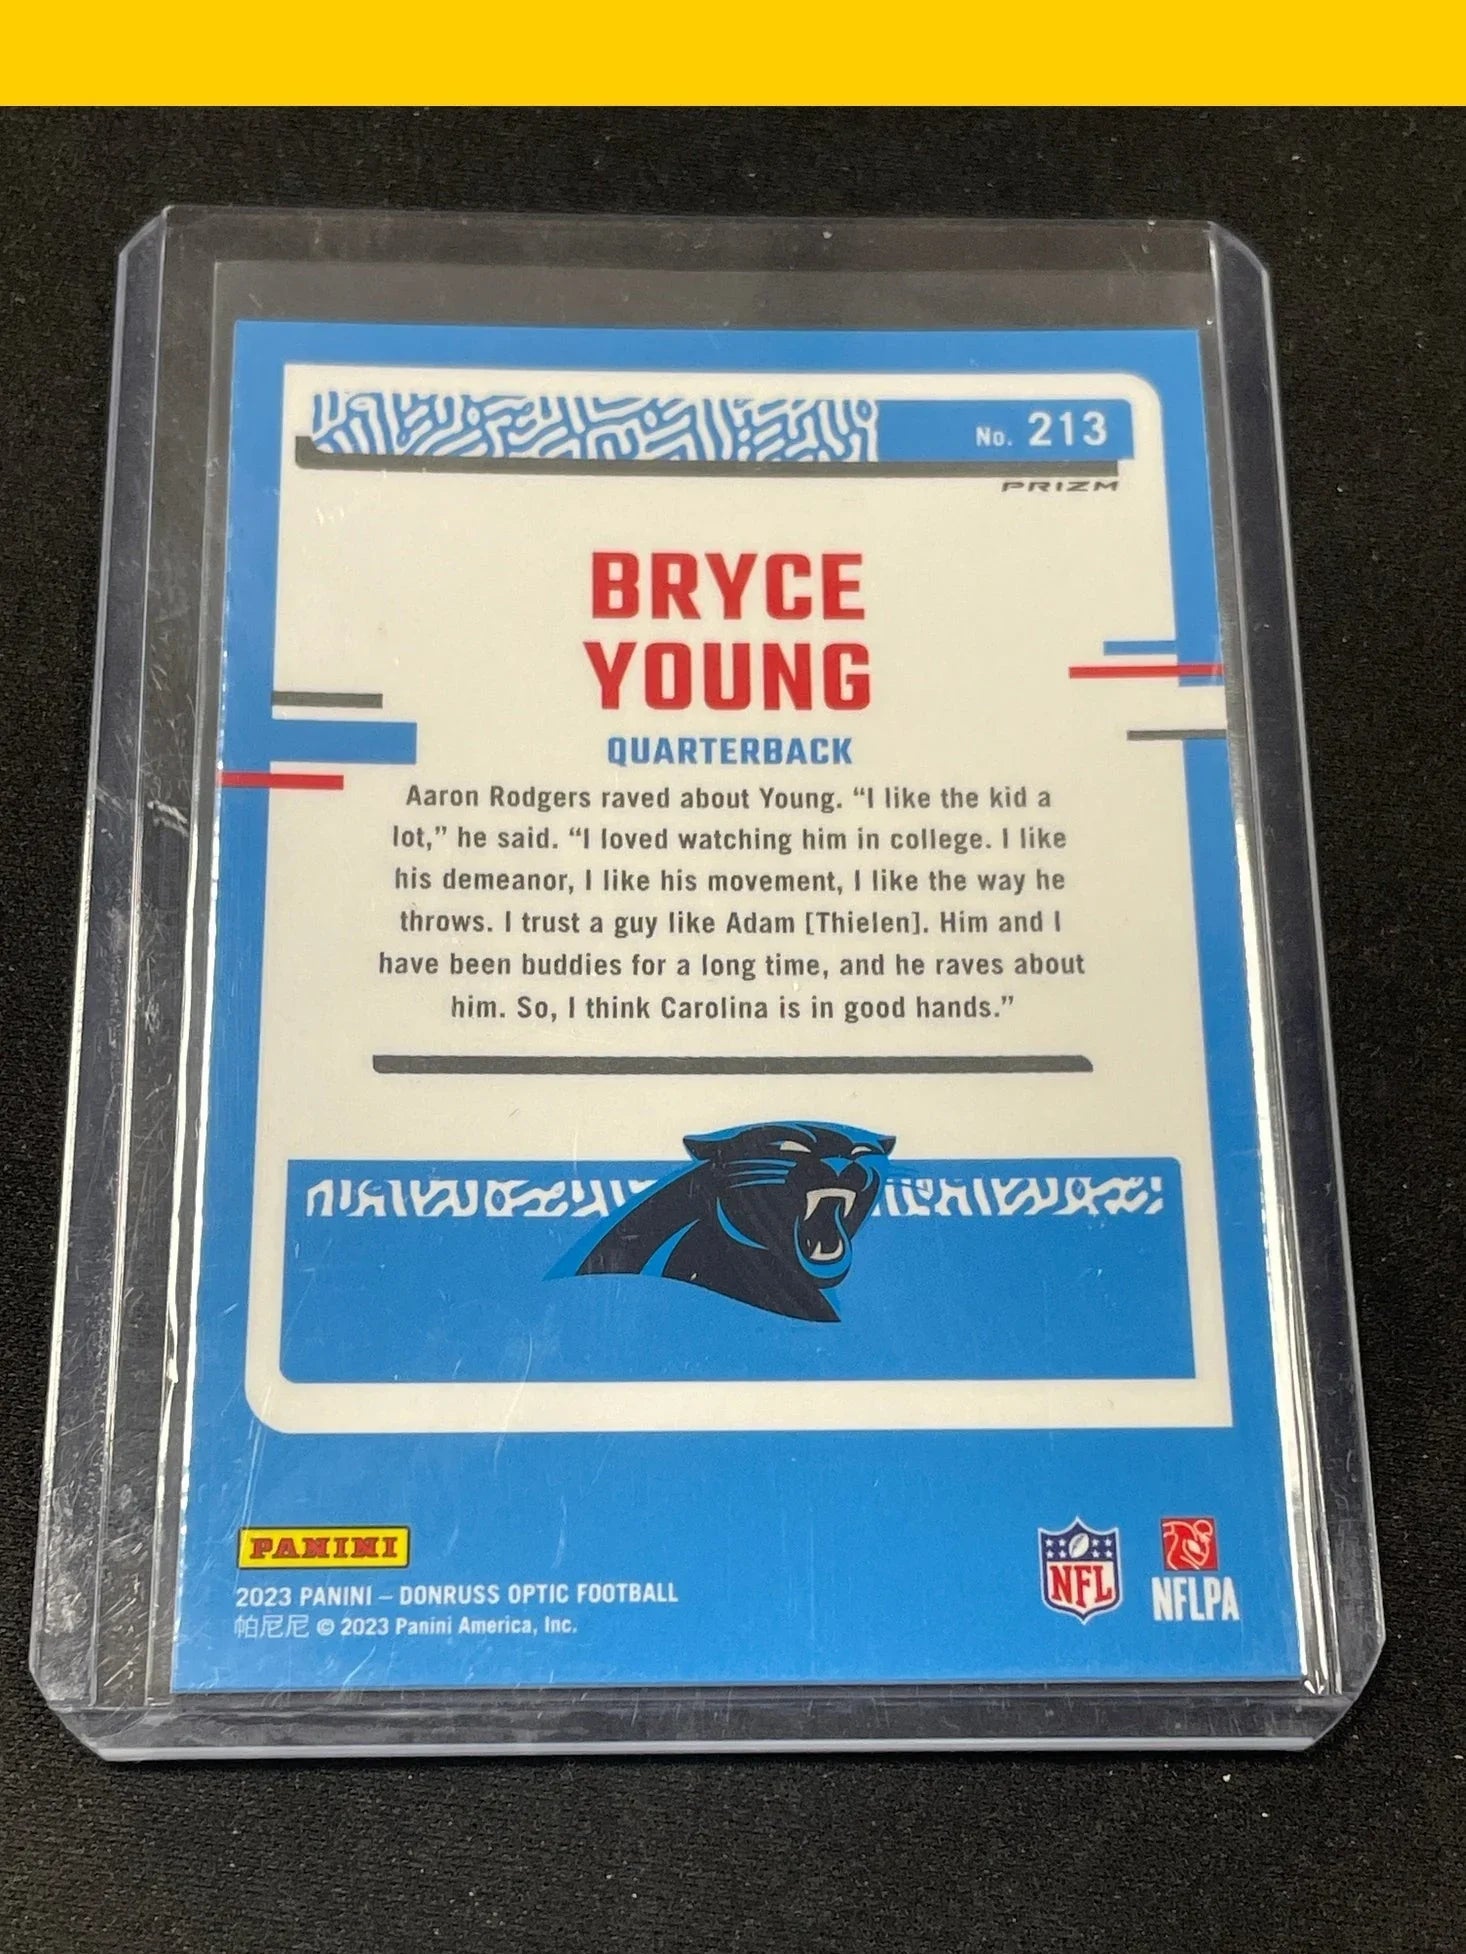 No. 213
PRIZM
BRYCE
YOUNG
QUARTERBACK
Aaron Rodgers raved about Young. “I like the kid a
lot,” he said. “I loved watching him in college. I like
his demeanor, I like his movement, I like the way he
throws. I trust a guy like Adam [Thielen]. Him and I
have been buddies for a long time, and he raves about
him. So, I think Carolina is in good hands.”
PANINI
2023 PANINI – DONRUSS OPTIC FOOTBALL
帕尼尼 © 2023 Panini America, Inc.
NFL
NFLPA